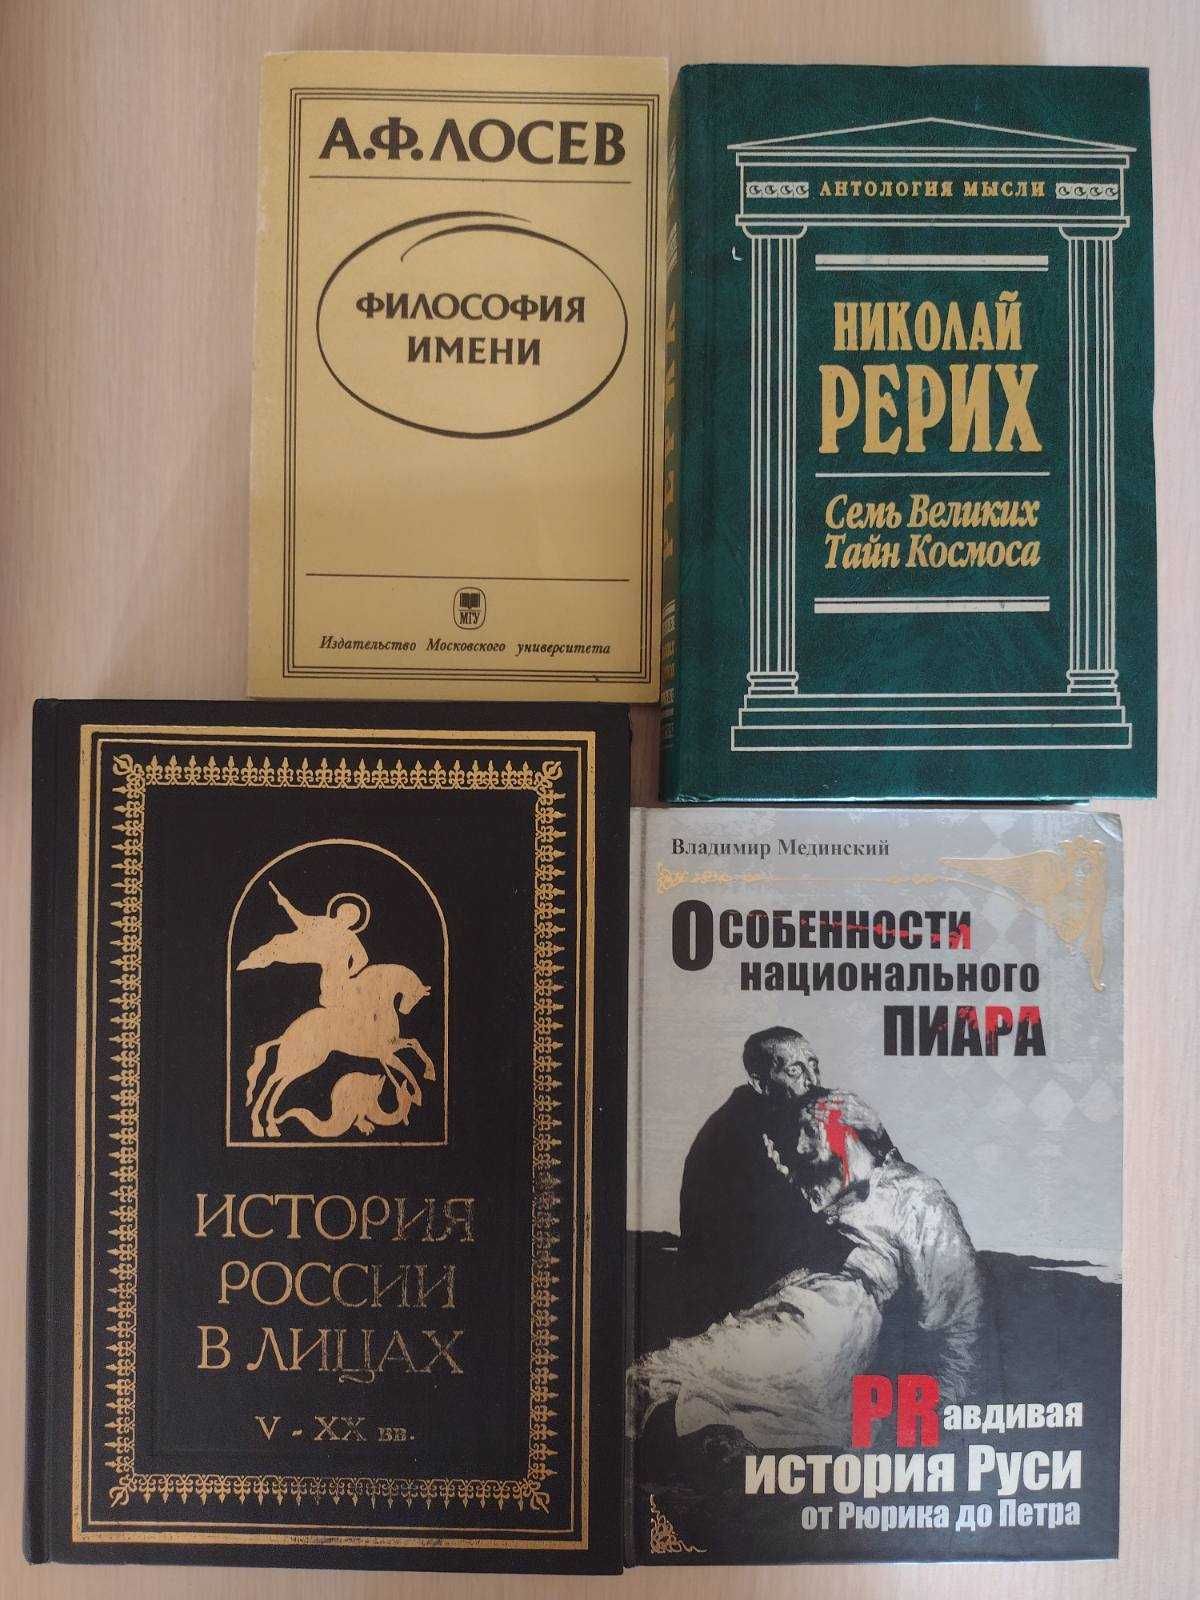 А.Ф.ЛОСЕВ
ФИЛОСОФИЯ
ИМЕНИ
МГУ
Издательство Московского университета
АНТОЛОГИЯ МЫСЛИ
НИКОЛАЙ
РЕРИХ
Семь Великих
Тайн Космоса
ИСТОРИЯ
РОССИИ
В ЛИЦАХ
V - XX вв.
Владимир Мединский
ОСОБЕННОСТИ
национального
ПИАРА
PRавдивая
история Руси
от Рюрика до Петра